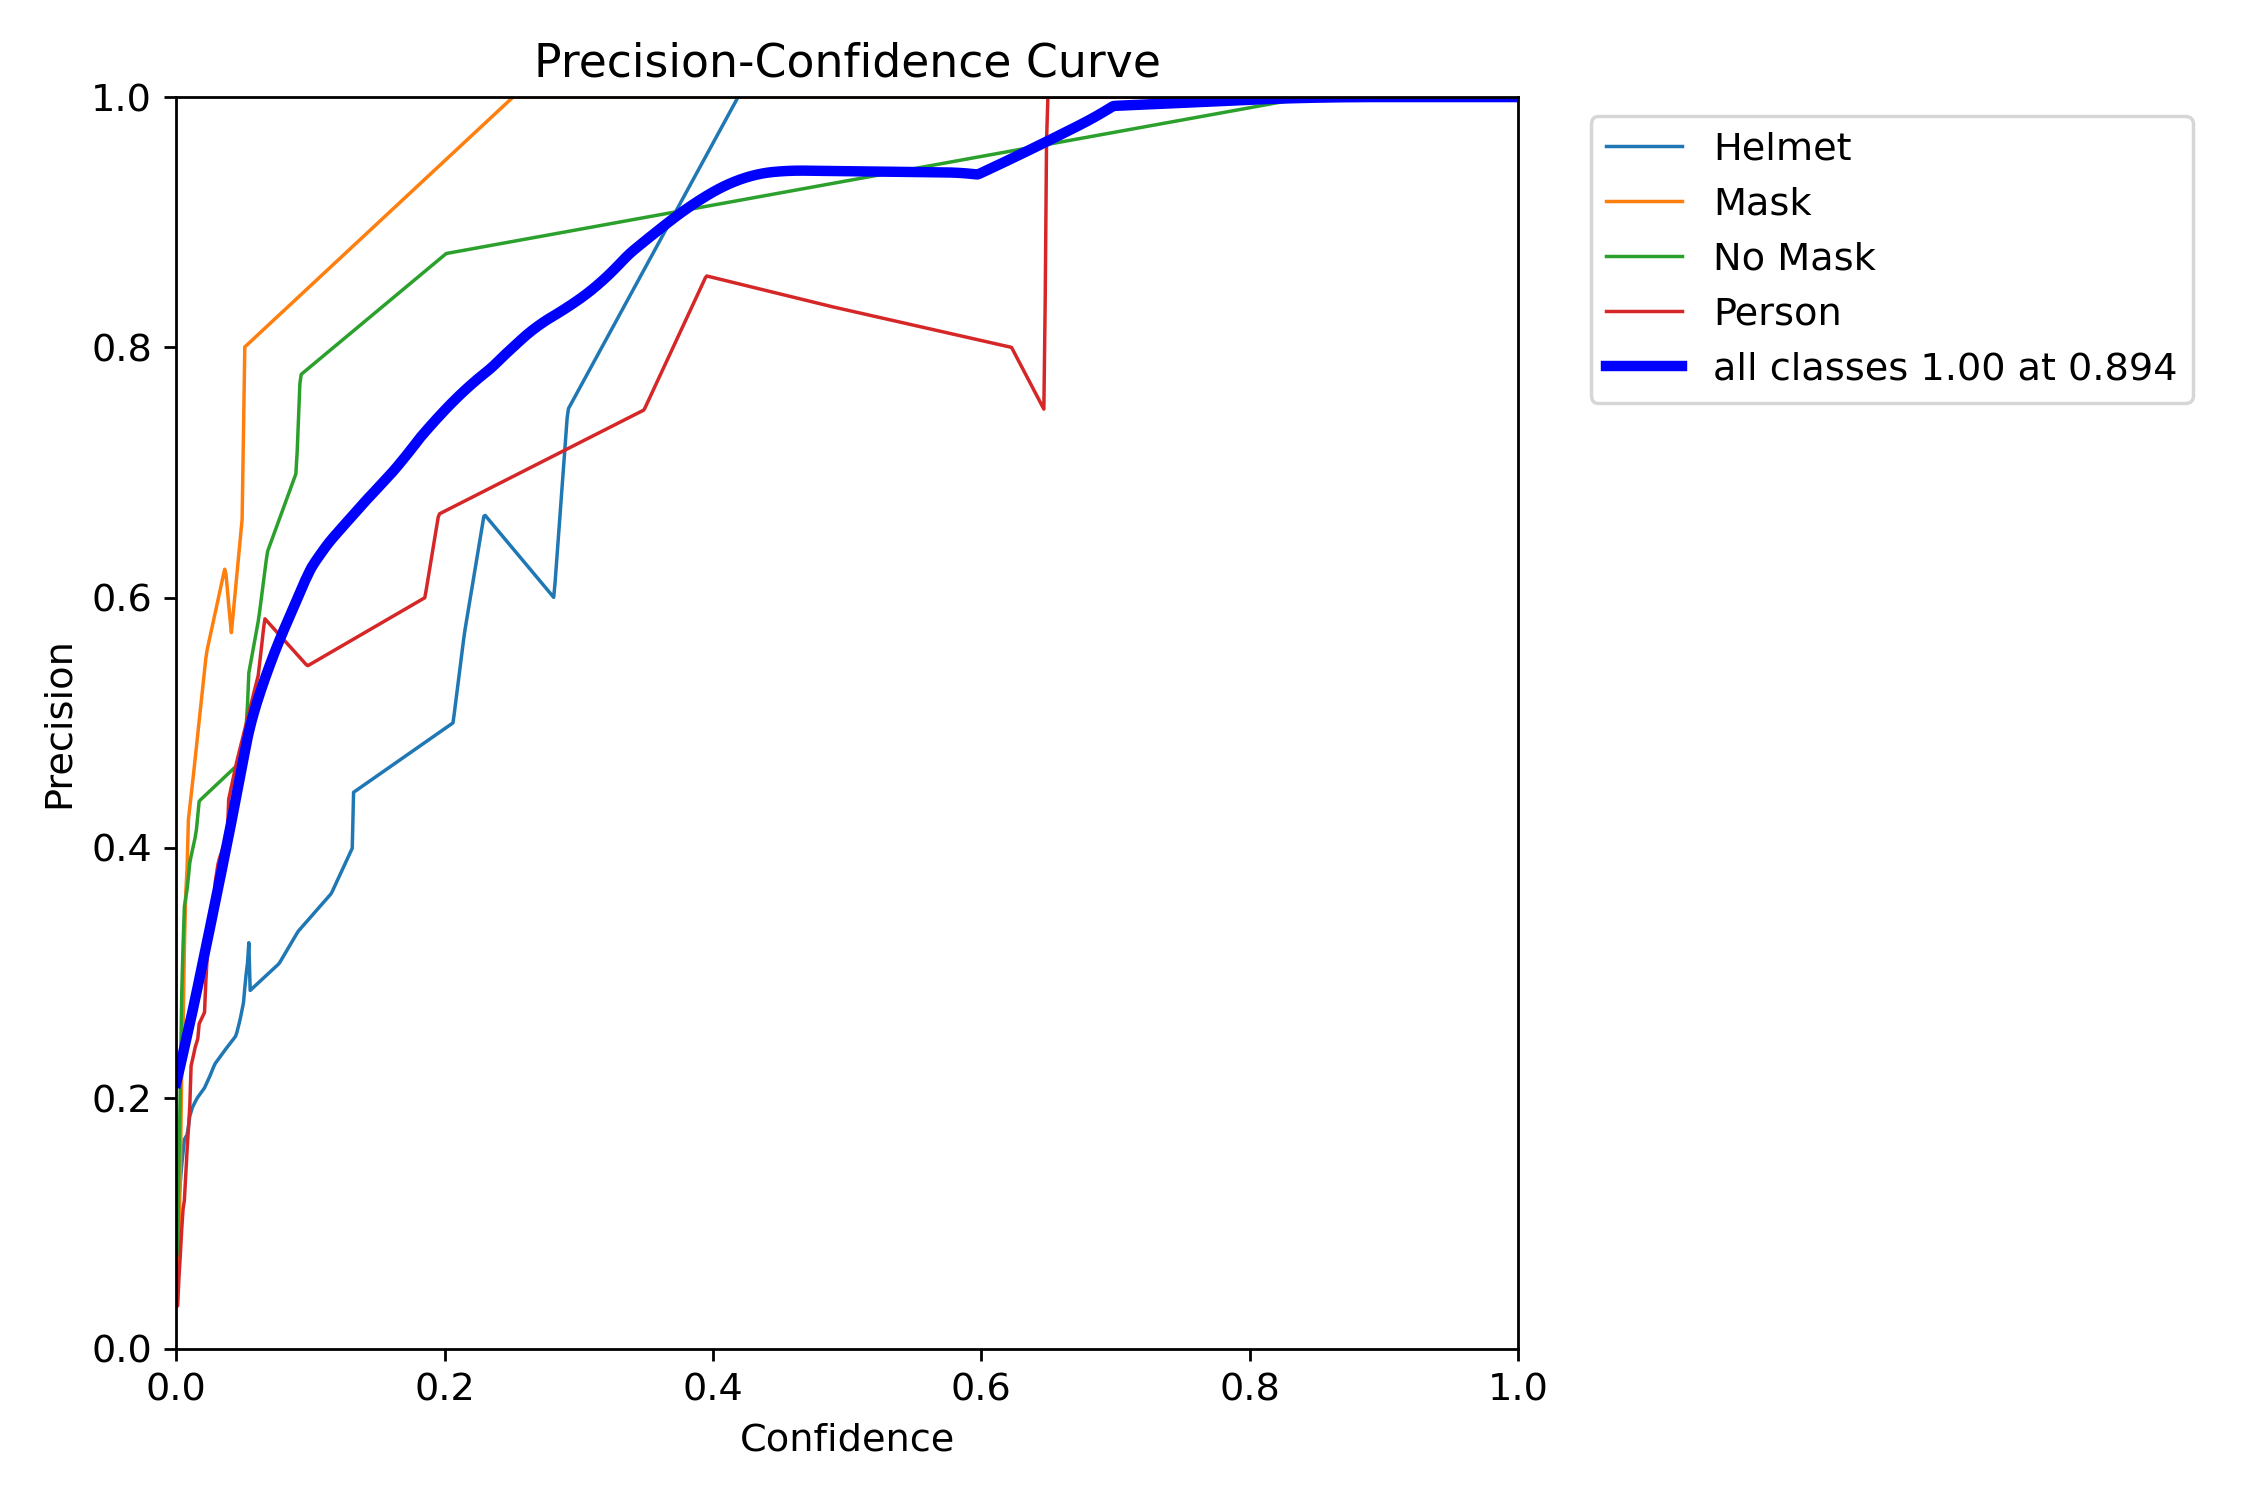 Precision-Confidence Curve
1.0
0.8
0.6
0.4
0.2
0.0
Precision
0.0 0.2 0.4 0.6 0.8 1.0
Confidence
Helmet
Mask
No Mask
Person
all classes 1.00 at 0.894